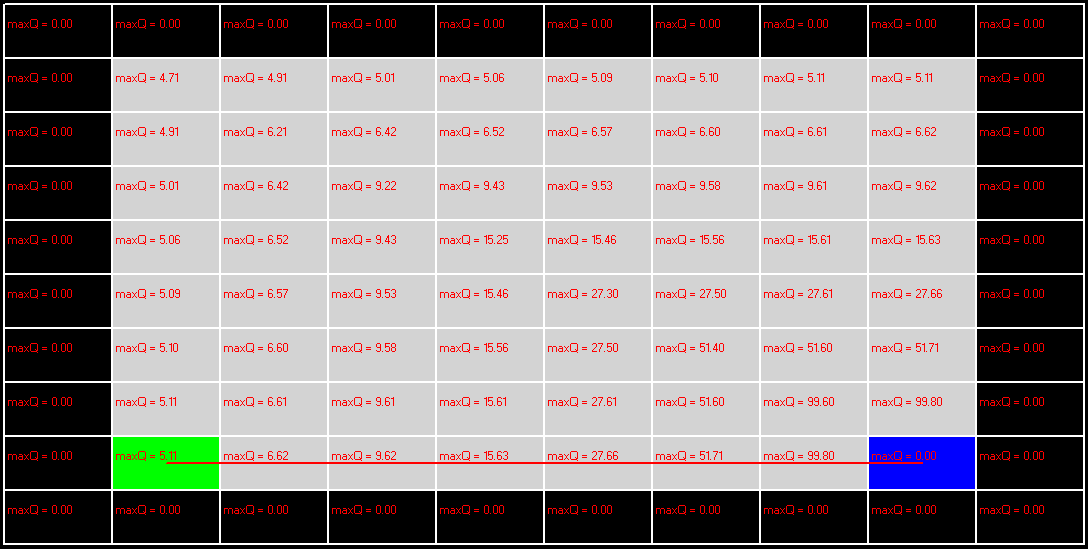 maxQ = 0.00 maxQ = 0.00 maxQ = 0.00 maxQ = 0.00 maxQ = 0.00 maxQ = 0.00 maxQ = 0.00 maxQ = 0.00 maxQ = 0.00 maxQ = 0.00
maxQ = 0.00 maxQ = 4.71 maxQ = 4.91 maxQ = 5.01 maxQ = 5.06 maxQ = 5.09 maxQ = 5.10 maxQ = 5.11 maxQ = 5.11 maxQ = 0.00
maxQ = 0.00 maxQ = 4.91 maxQ = 6.21 maxQ = 6.42 maxQ = 6.52 maxQ = 6.57 maxQ = 6.60 maxQ = 6.61 maxQ = 6.62 maxQ = 0.00
maxQ = 0.00 maxQ = 5.01 maxQ = 6.42 maxQ = 9.22 maxQ = 9.43 maxQ = 9.53 maxQ = 9.58 maxQ = 9.61 maxQ = 9.62 maxQ = 0.00
maxQ = 0.00 maxQ = 5.06 maxQ = 6.52 maxQ = 9.43 maxQ = 15.25 maxQ = 15.46 maxQ = 15.56 maxQ = 15.61 maxQ = 15.63 maxQ = 0.00
maxQ = 0.00 maxQ = 5.09 maxQ = 6.57 maxQ = 9.53 maxQ = 15.46 maxQ = 27.30 maxQ = 27.50 maxQ = 27.61 maxQ = 27.66 maxQ = 0.00
maxQ = 0.00 maxQ = 5.10 maxQ = 6.60 maxQ = 9.58 maxQ = 15.56 maxQ = 27.50 maxQ = 51.40 maxQ = 51.60 maxQ = 51.71 maxQ = 0.00
maxQ = 0.00 maxQ = 5.11 maxQ = 6.61 maxQ = 9.61 maxQ = 15.61 maxQ = 27.61 maxQ = 51.60 maxQ = 99.60 maxQ = 99.80 maxQ = 0.00
maxQ = 0.00 maxQ = 5.11 maxQ = 6.62 maxQ = 9.62 maxQ = 15.63 maxQ = 27.66 maxQ = 51.71 maxQ = 99.80 maxQ = 0.00 maxQ = 0.00
maxQ = 0.00 maxQ = 0.00 maxQ = 0.00 maxQ = 0.00 maxQ = 0.00 maxQ = 0.00 maxQ = 0.00 maxQ = 0.00 maxQ = 0.00 maxQ = 0.00